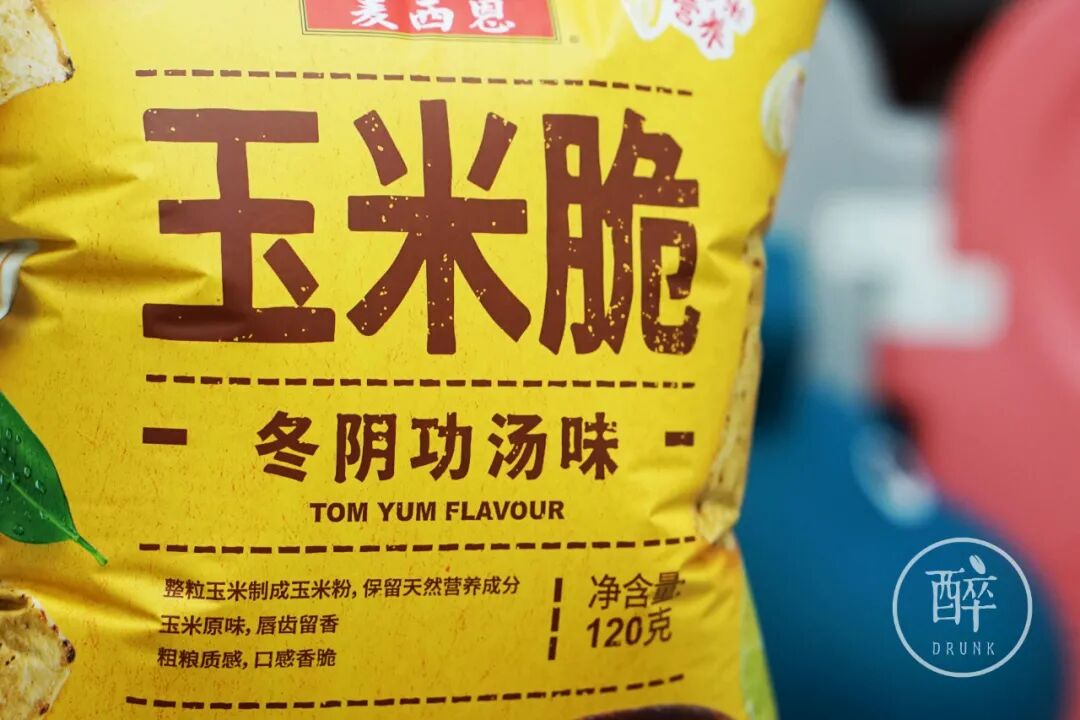 麦西恩
玉米脆
冬阴功汤味
TOM YUM FLAVOUR
整粒玉米制成玉米粉,保留天然营养成分
玉米原味,唇齿留香
粗粮质感,口感香脆
净含量:
120克
醉
DRUNK